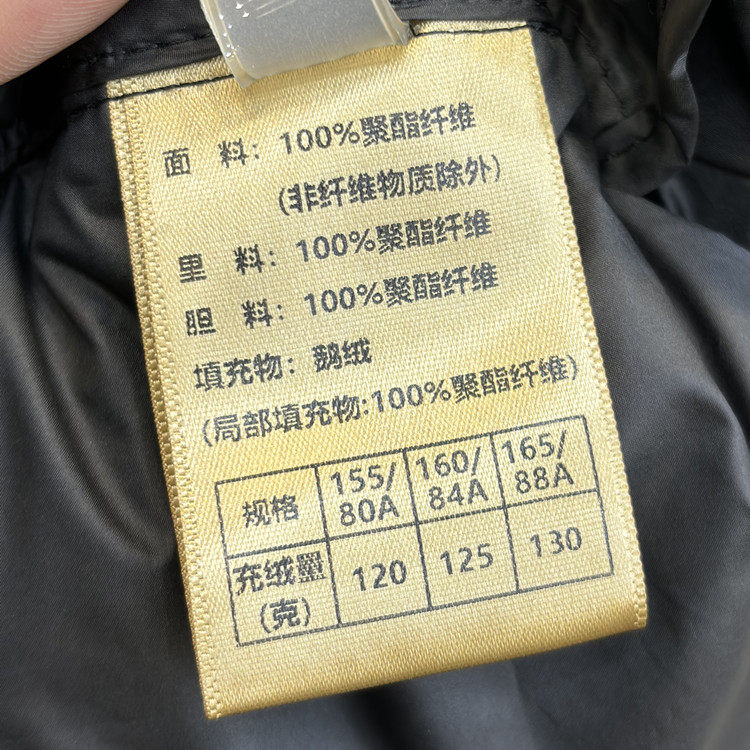 面 料：100%聚酯纤维
(非纤维物质除外)
里 料：100%聚酯纤维
胆 料：100%聚酯纤维
填充物：鹅绒
(局部填充物:100%聚酯纤维)
规格 155/80A 160/84A 165/88A
充绒量(克) 120 125 130